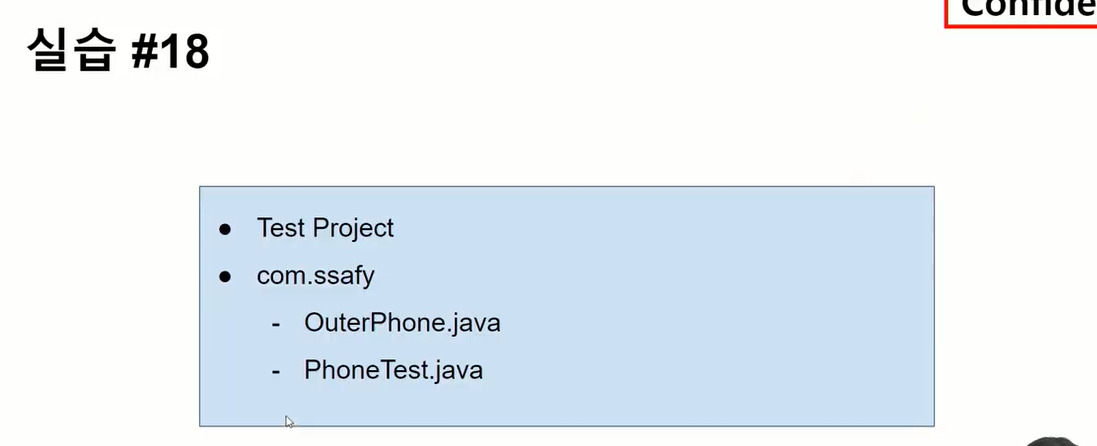 실습 #18
● Test Project
● com.ssafy
- OuterPhone.java
- PhoneTest.java